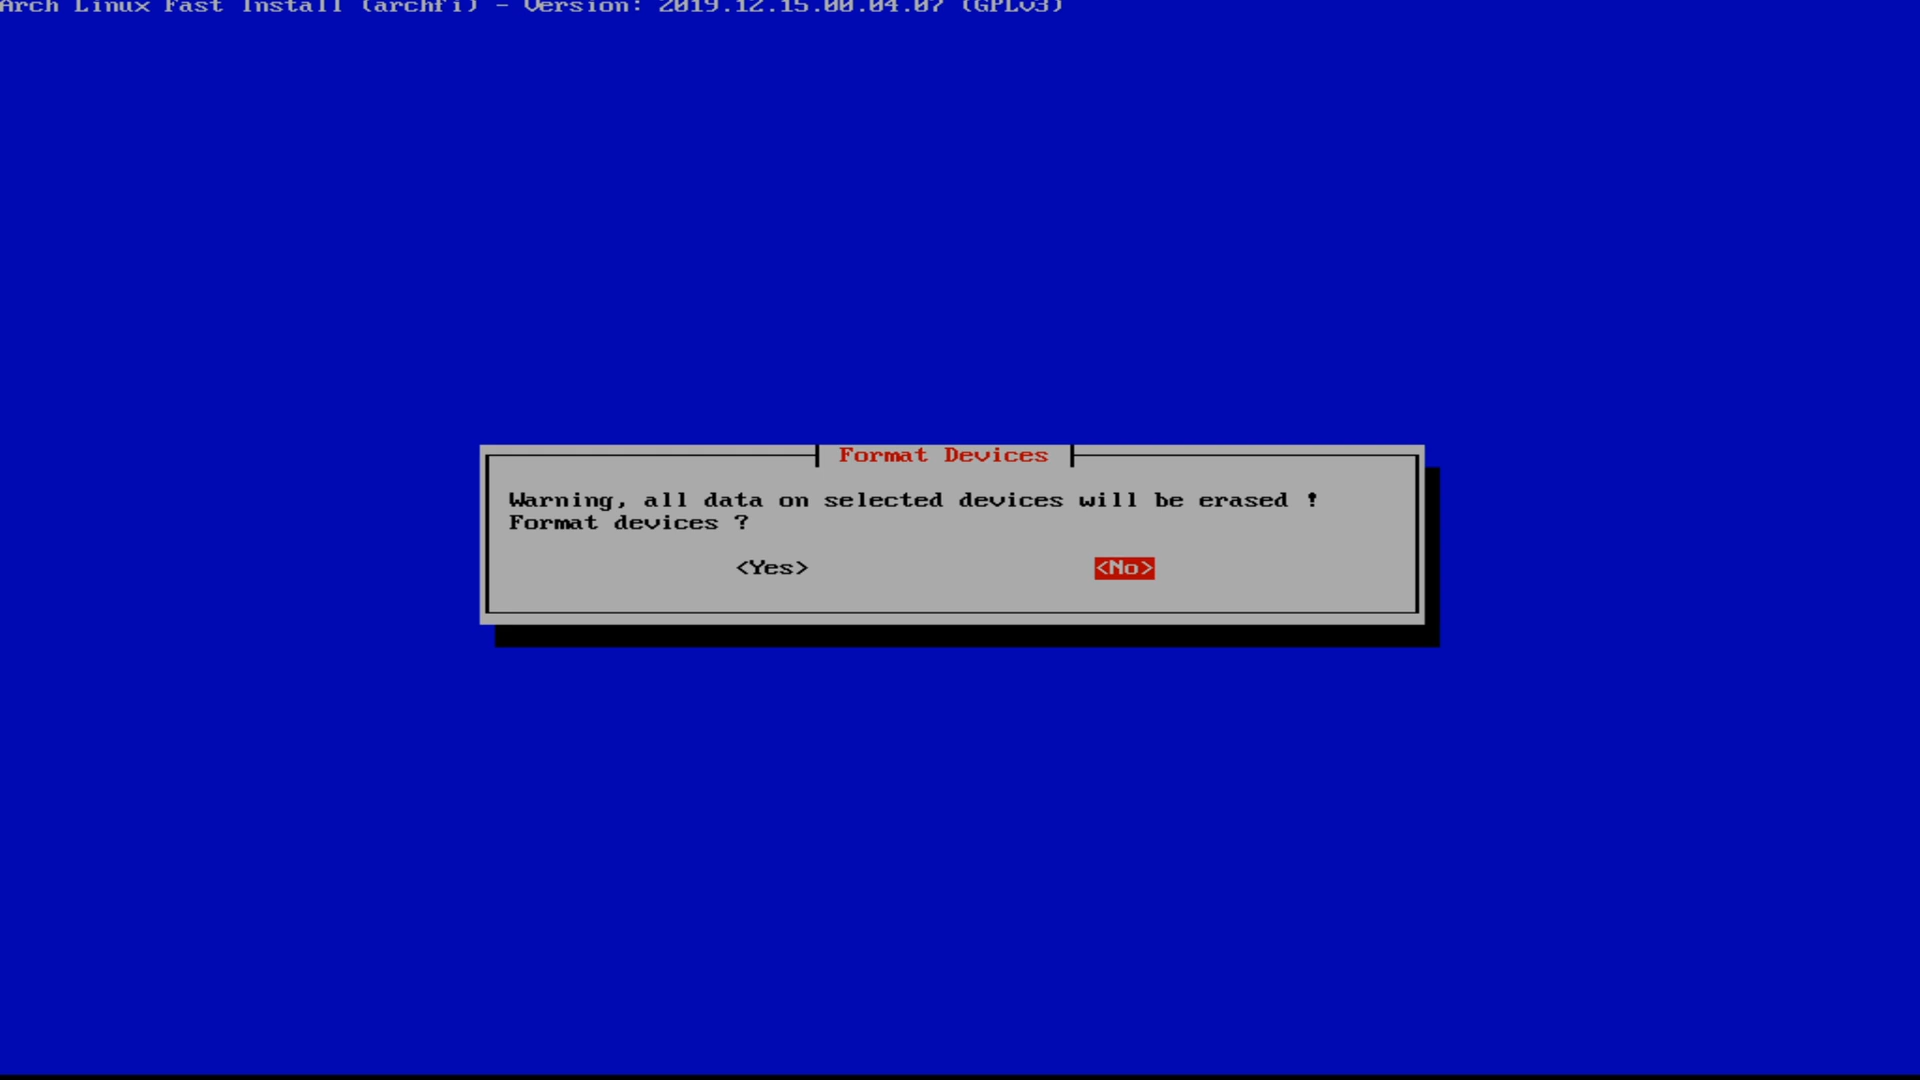 Arch Linux Fast Install (archfi) - Version: 2019.12.15.00.04.07 (GPLv3)
Format Devices
Warning, all data on selected devices will be erased !
Format devices ?
<Yes> <No>